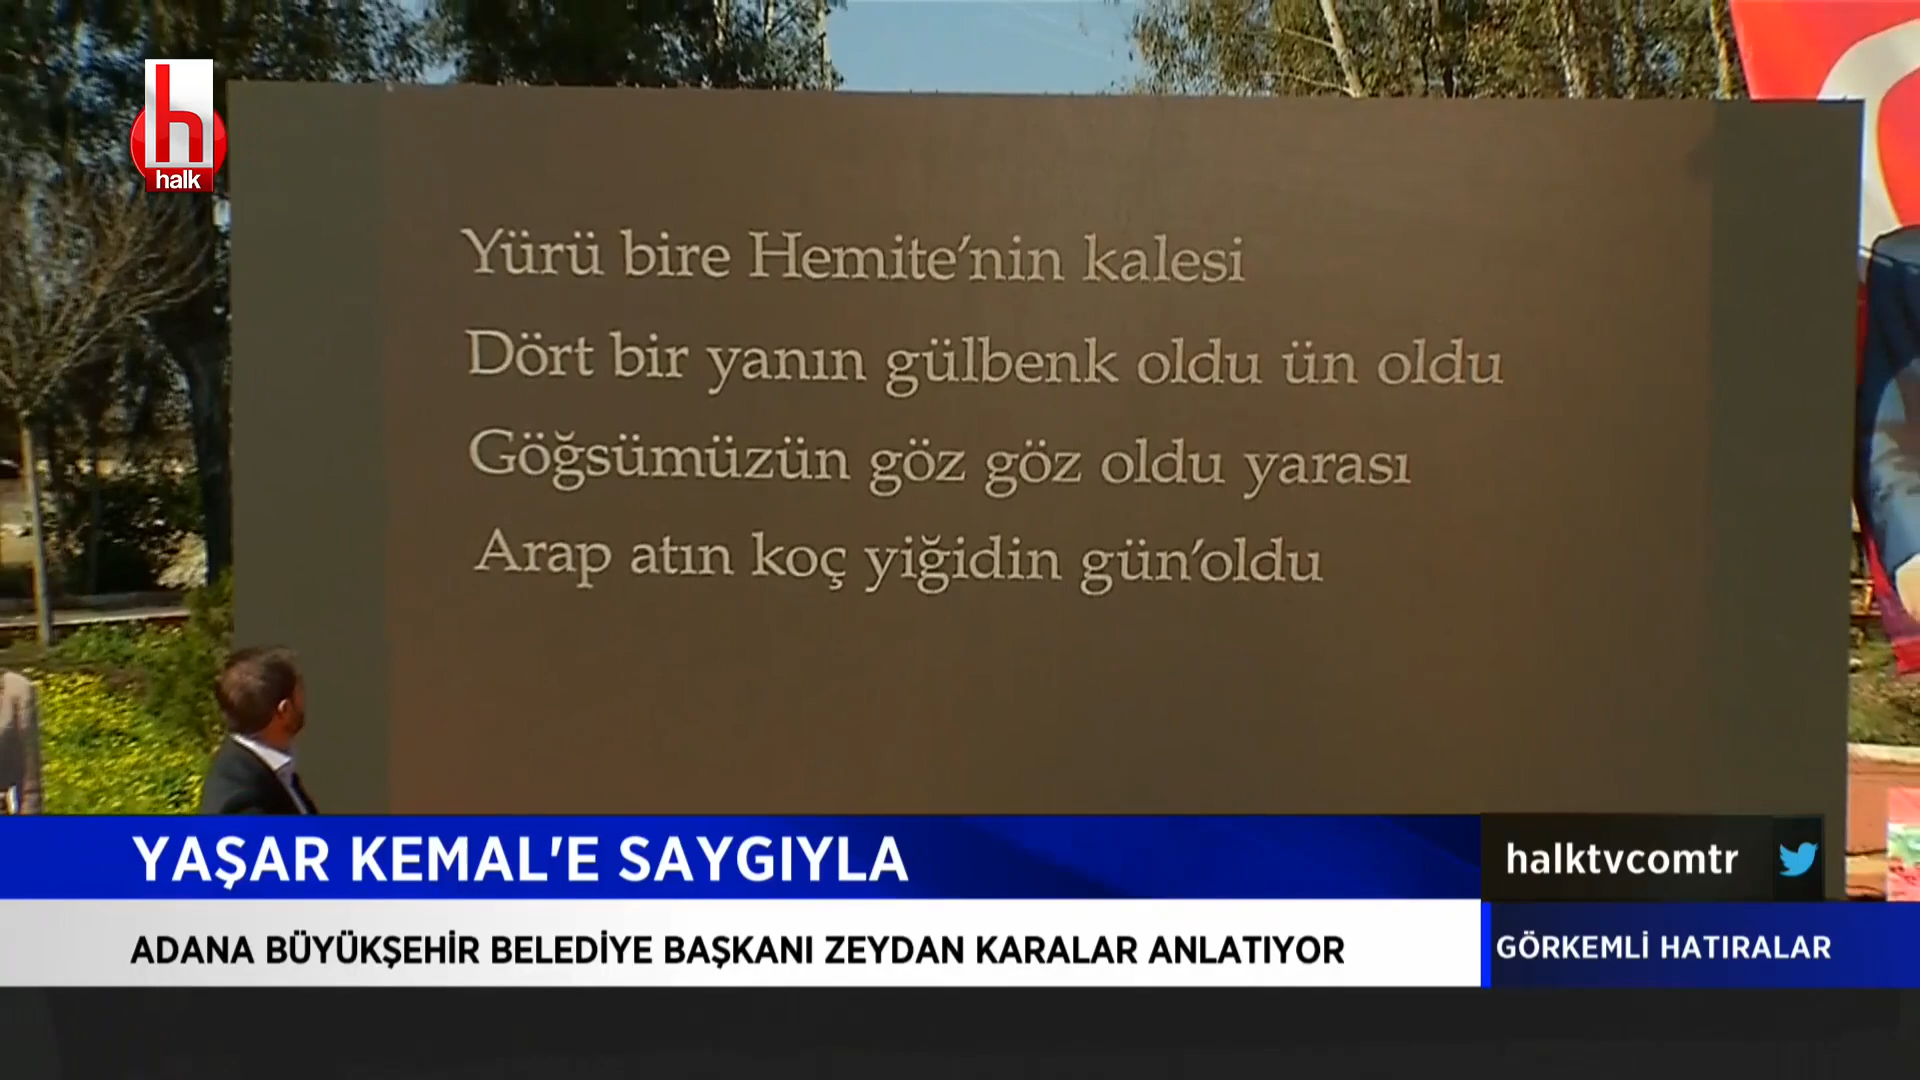 h
halk
Yürü bire Hemite'nin kalesi
Dört bir yanın gülbenk oldu ün oldu
Göğsümüzün göz göz oldu yarası
Arap atın koç yiğidin gün'oldu
YAŞAR KEMAL'E SAYGIYLA
halktvcomtr
ADANA BÜYÜKŞEHİR BELEDİYE BAŞKANI ZEYDAN KARALAR ANLATIYOR
GÖRKEMLİ HATIRALAR